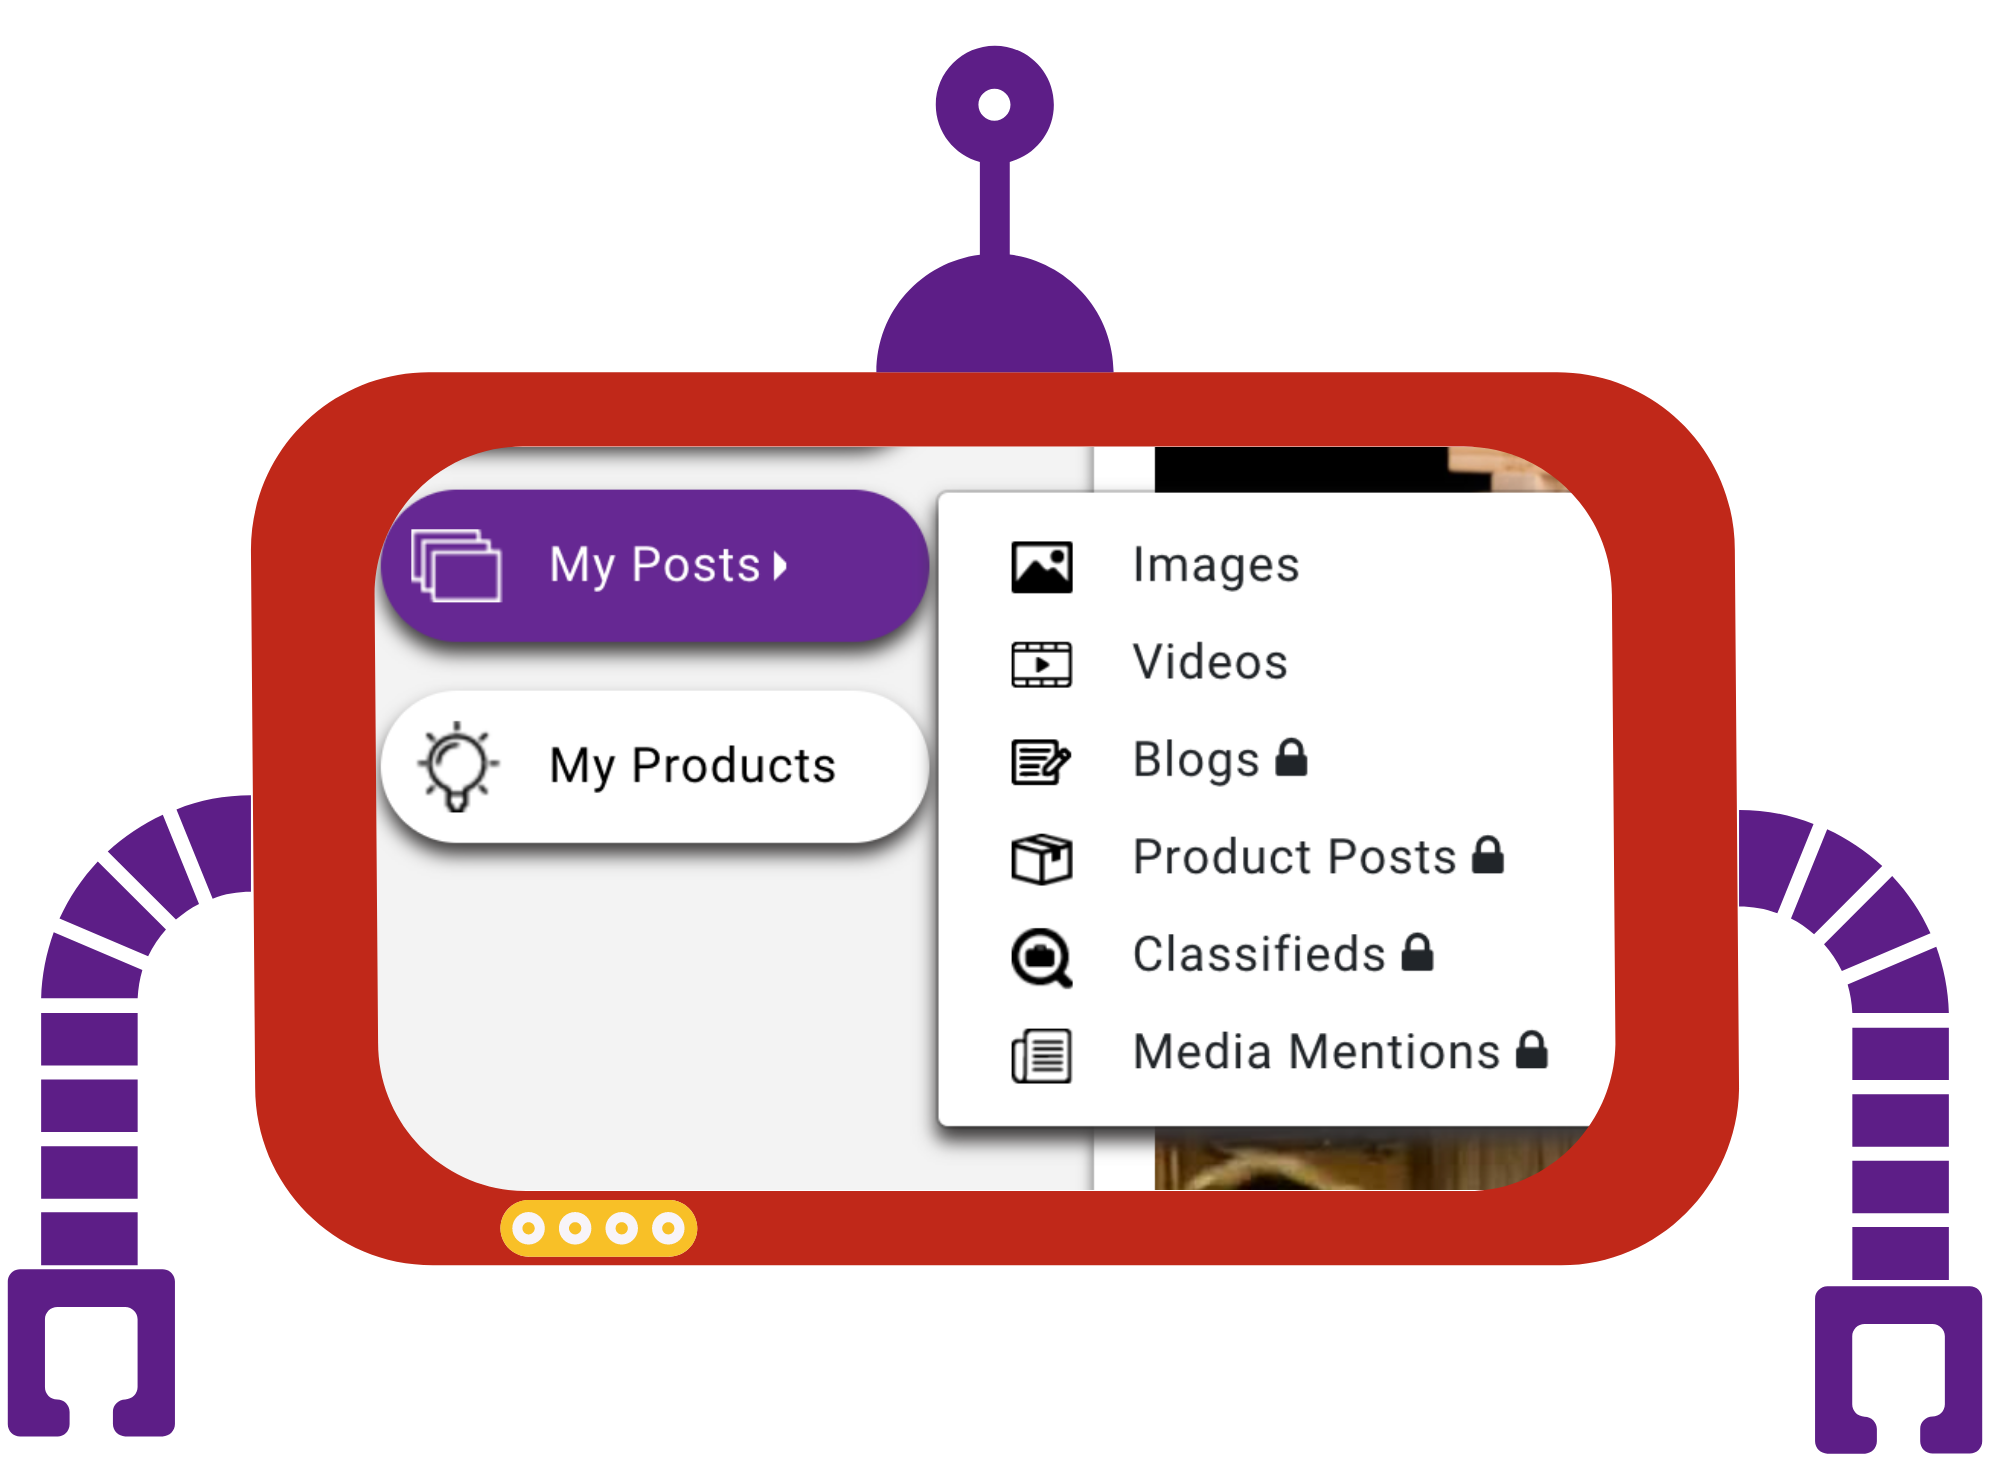 My Posts
My Products
Images
Videos
Blogs
Product Posts
Classifieds
Media Mentions